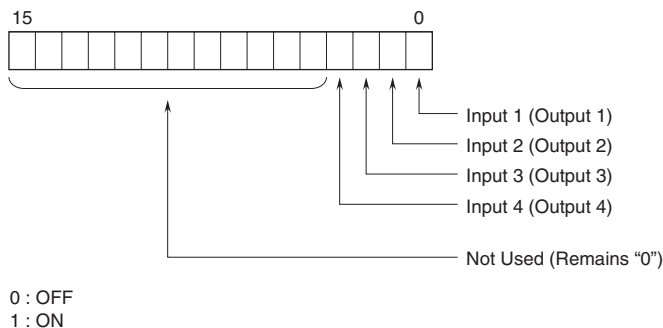 15 0
Input 1 (Output 1)
Input 2 (Output 2)
Input 3 (Output 3)
Input 4 (Output 4)
Not Used (Remains “0”)
0 : OFF
1 : ON